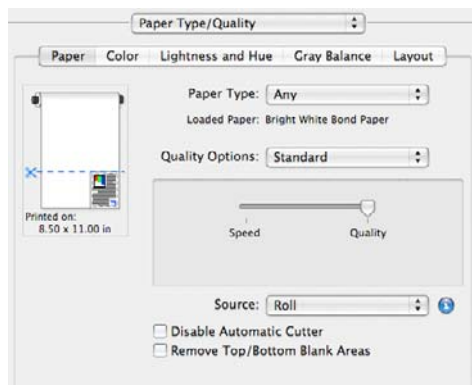 Paper Type/Quality
Paper Color Lightness and Hue Gray Balance Layout
Paper Type: Any
Loaded Paper: Bright White Bond Paper
Quality Options: Standard
Printed on:
8.50 x 11.00 in
Speed Quality
Source: Roll
Disable Automatic Cutter
Remove Top/Bottom Blank Areas